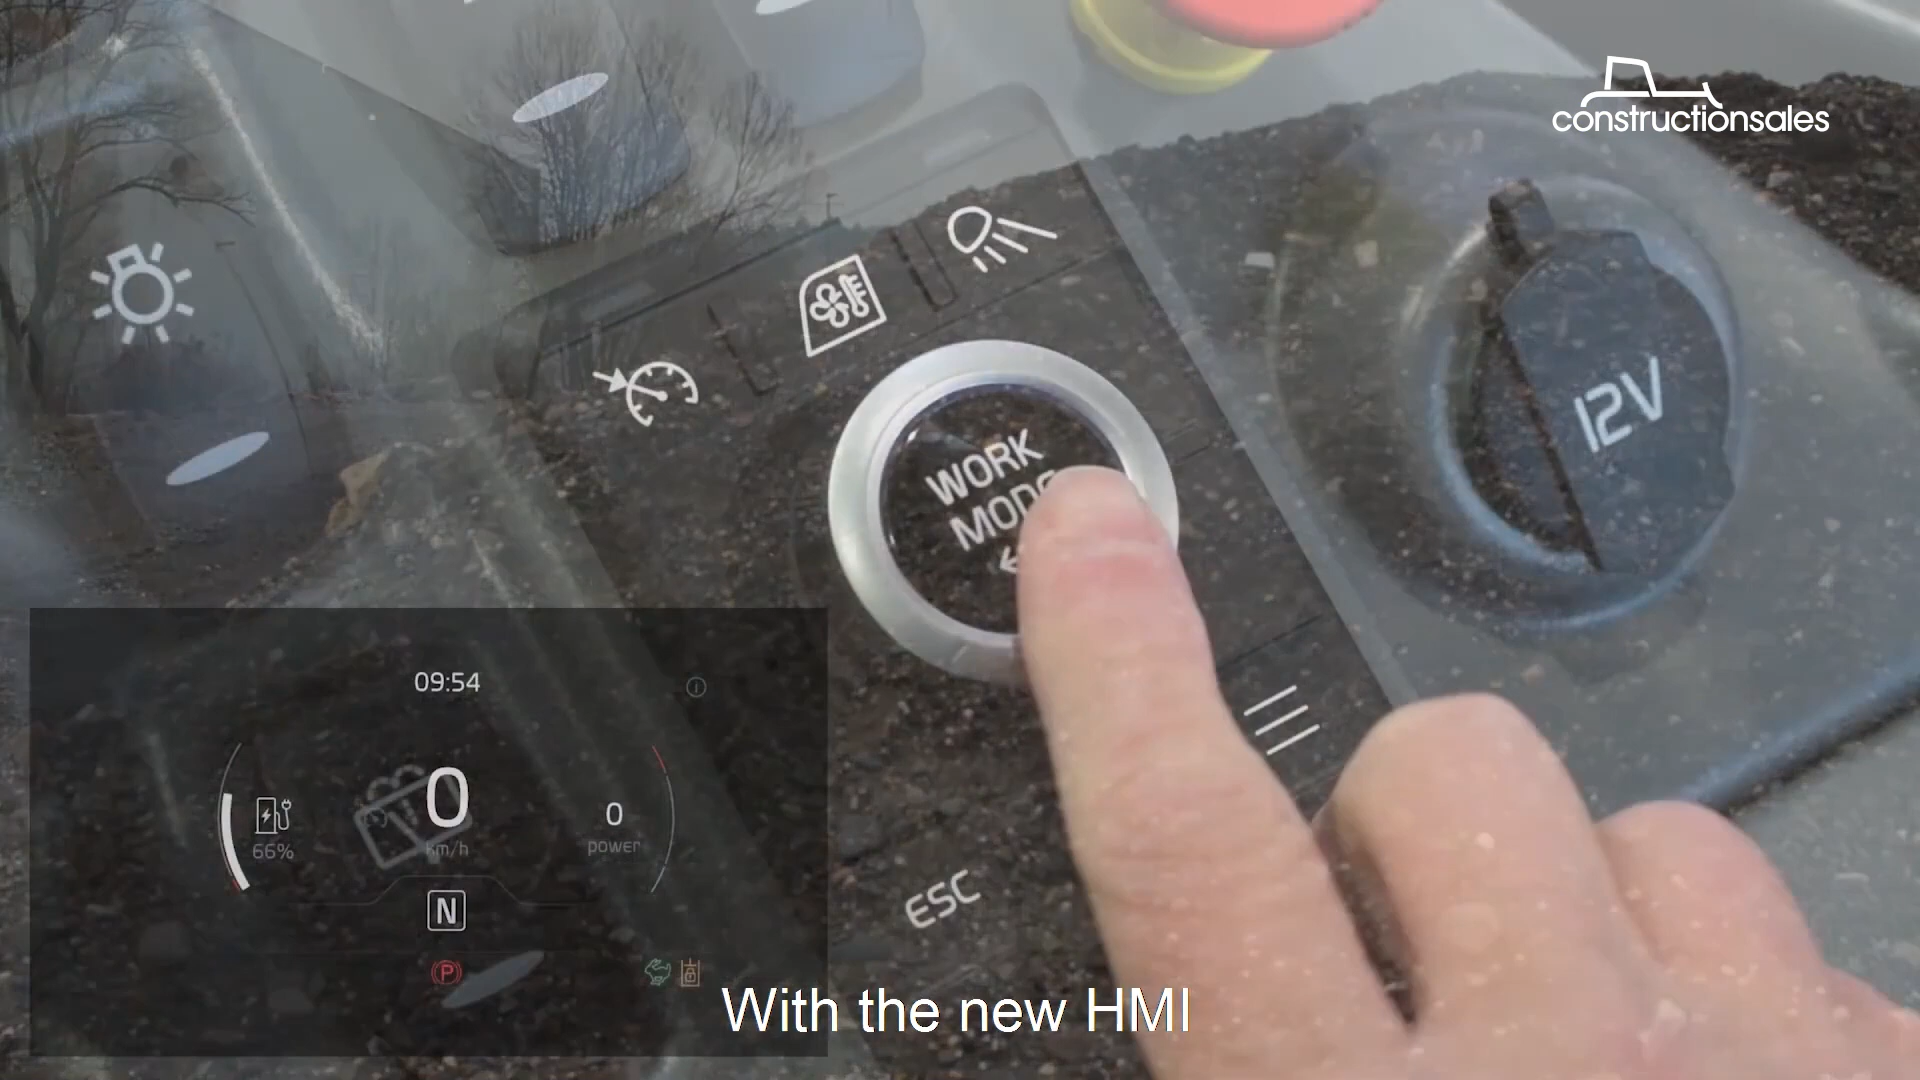 constructionsales
12V
WORK
MODE
09:54
0
km/h
0
power
66%
N
P
ESC
With the new HMI